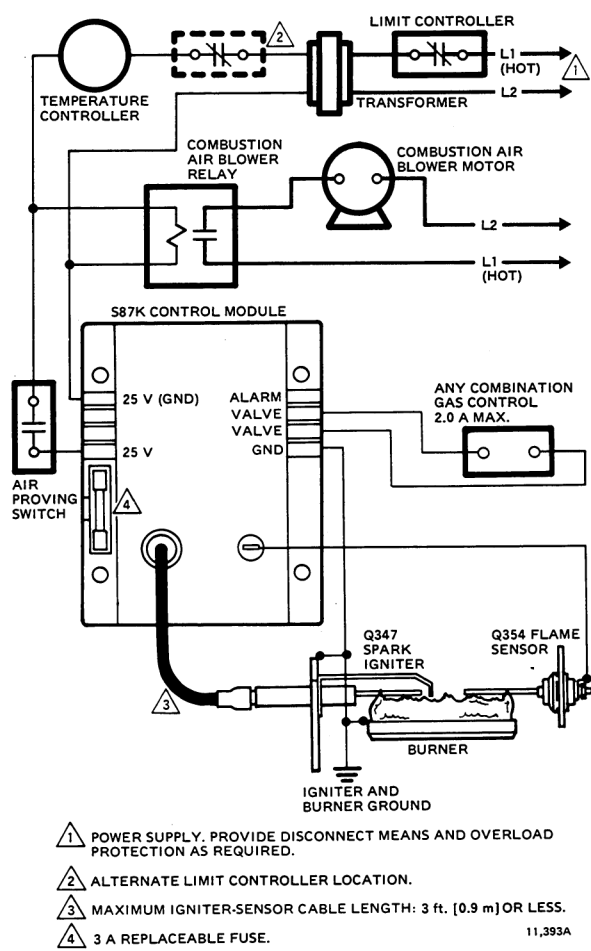 2
LIMIT CONTROLLER
L1
(HOT)
1
L2
TEMPERATURE
CONTROLLER
TRANSFORMER
COMBUSTION
AIR BLOWER
RELAY
COMBUSTION AIR
BLOWER MOTOR
L2
L1
(HOT)
S87K CONTROL MODULE
25 V (GND)
25 V
ALARM
VALVE
VALVE
GND
ANY COMBINATION
GAS CONTROL
2.0 A MAX.
AIR
PROVING
SWITCH
4
Q347
SPARK
IGNITER
Q354 FLAME
SENSOR
3
BURNER
IGNITER AND
BURNER GROUND
1 POWER SUPPLY. PROVIDE DISCONNECT MEANS AND OVERLOAD
PROTECTION AS REQUIRED.
2 ALTERNATE LIMIT CONTROLLER LOCATION.
3 MAXIMUM IGNITER-SENSOR CABLE LENGTH: 3 ft. [0.9 m] OR LESS.
4 3 A REPLACEABLE FUSE.
11,393A